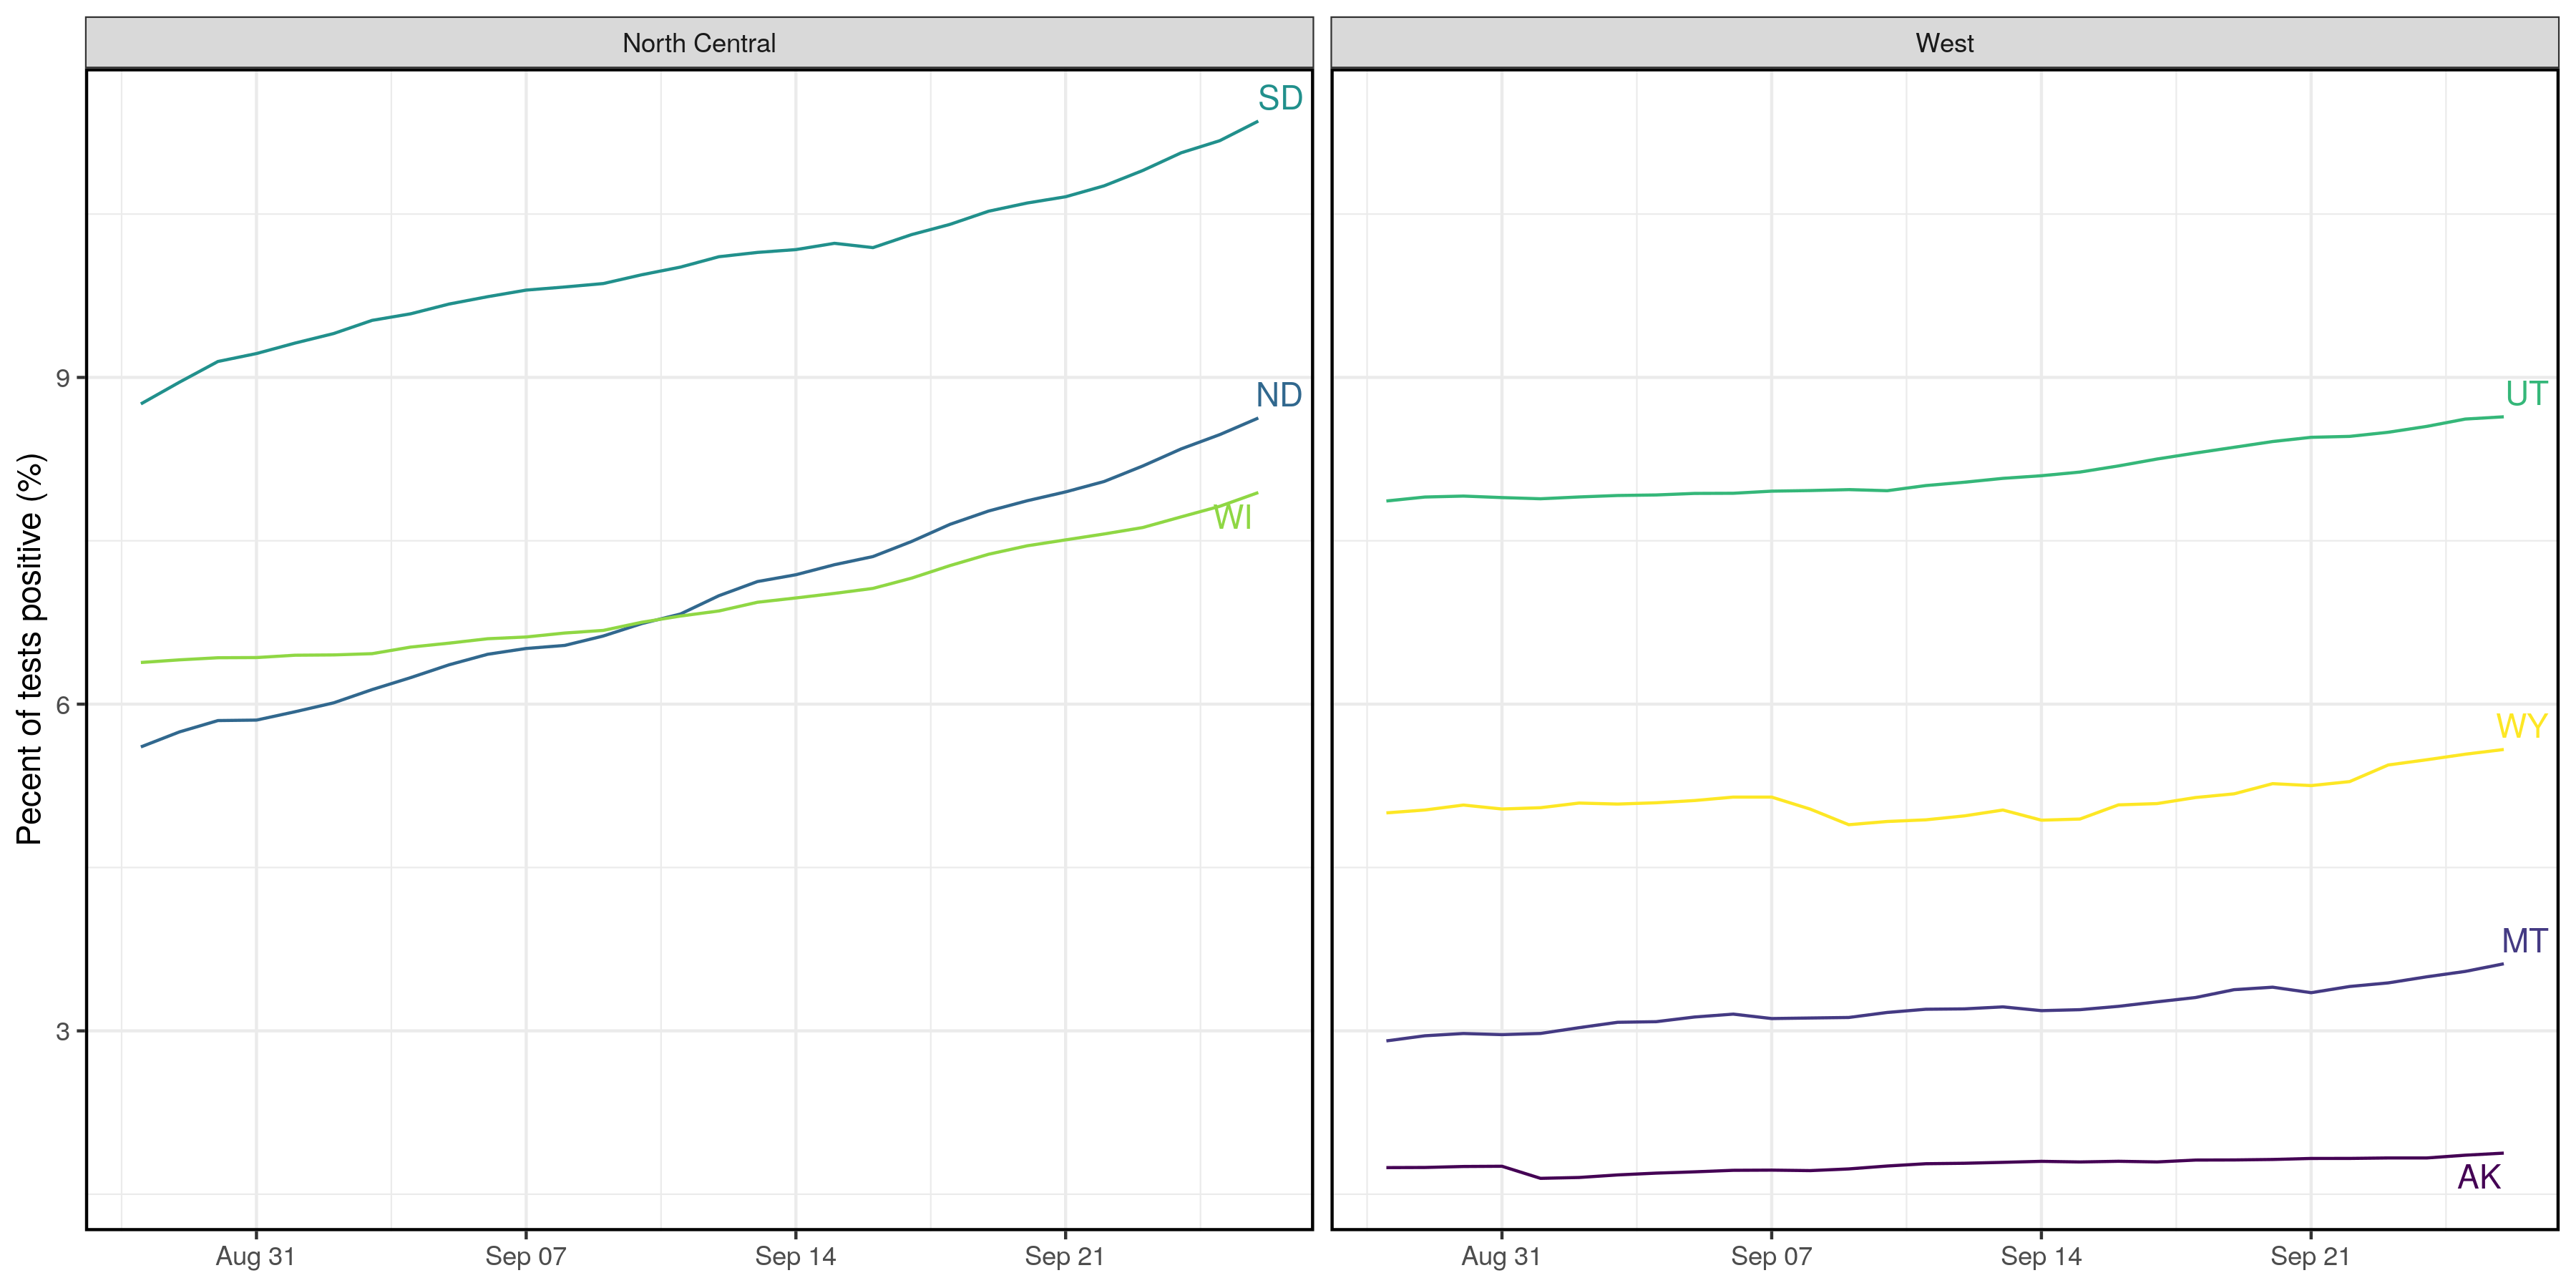 North Central
West
Pecent of tests positive (%)
9
6
3
SD
ND
WI
UT
WY
MT
AK
Aug 31
Sep 07
Sep 14
Sep 21
Aug 31
Sep 07
Sep 14
Sep 21